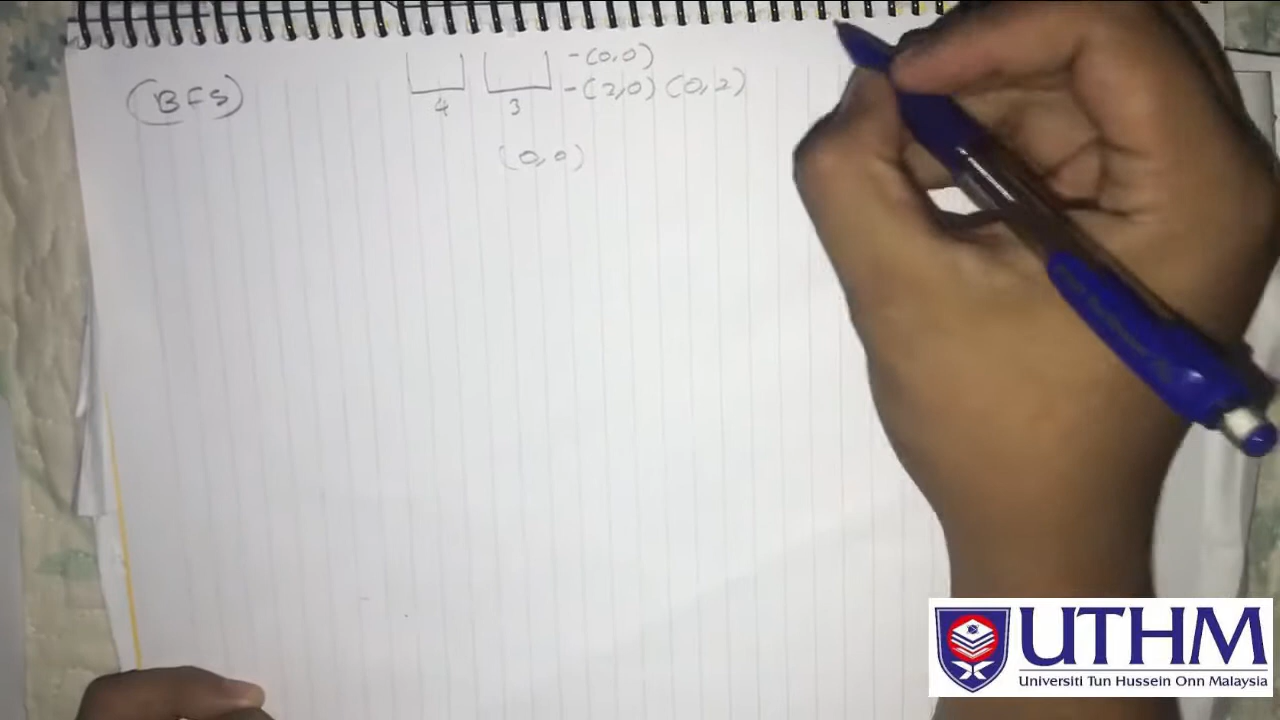 BFS
-(0,0)
-(2,0) (0,2)
4 3
(0,0)
UTHM
Universiti Tun Hussein Onn Malaysia